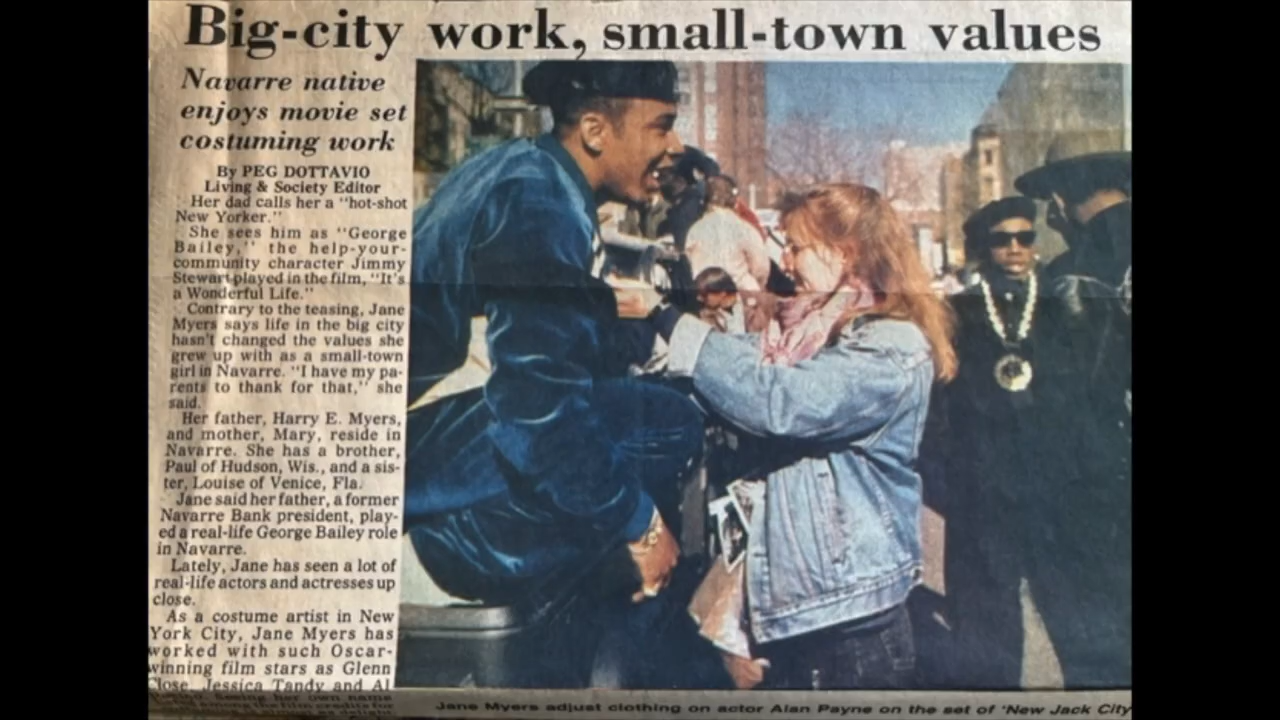 Big-city work, small-town values
Navarre native
enjoys movie set
costuming work
By PEG DOTTAVIO
Living & Society Editor
Her dad calls her a "hot-shot
New Yorker."
She sees him as "George
Bailey," the help-your-
community character Jimmy
Stewart played in the film, "It's
a Wonderful Life."
Contrary to the teasing, Jane
Myers says life in the big city
hasn't changed the values she
grew up with as a small-town
girl in Navarre. "I have my pa-
rents to thank for that," she
said.
Her father, Harry E. Myers,
and mother, Mary, reside in
Navarre. She has a brother,
Paul of Hudson, Wis., and a sis-
ter, Louise of Venice, Fla.
Jane said her father, a former
Navarre Bank president, play-
ed a real-life George Bailey role
in Navarre.
Lately, Jane has seen a lot of
real-life actors and actresses up
close.
As a costume artist in New
York City, Jane Myers has
worked with such Oscar-
winning film stars as Glenn
Close, Jessica Tandy and Al
Jane Myers adjust clothing on actor Alan Payne on the set of 'New Jack City